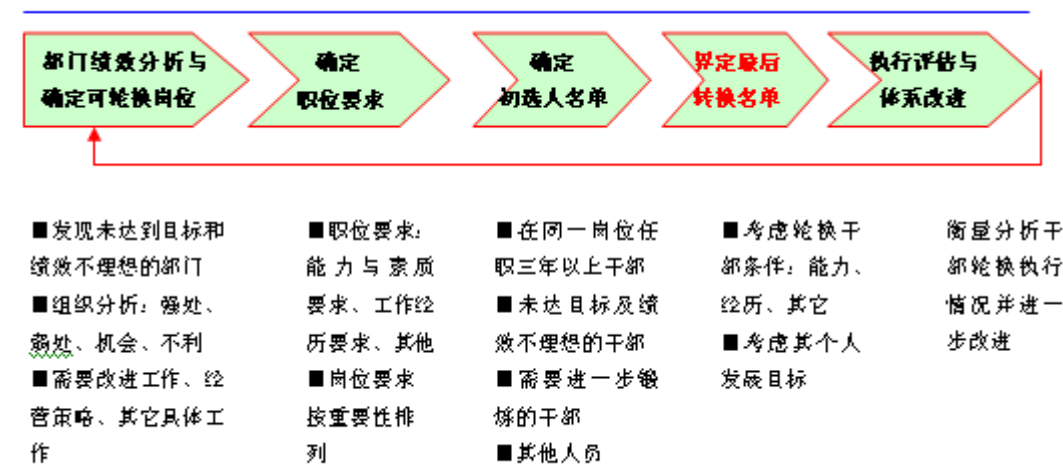 部门绩效分析与
确定可轮换岗位
确定
职位要求
确定
初选人名单
界定最后
转换名单
执行评估与
体系改进
■发现未达到目标和
绩效不理想的部门
■组织分析：强处、
弱处、机会、不利
■需要改进工作、经
营策略、其它具体工
作
■职位要求：
能力与素质
要求、工作经
历要求、其他
■岗位要求
按重要性排
列
■在同一岗位任
职三年以上干部
■未达目标及绩
效不理想的干部
■需要进一步锻
炼的干部
■其他人员
■考虑轮换干
部条件：能力、
经历、其它
■考虑其个人
发展目标
衡量分析干
部轮换执行
情况并进一
步改进